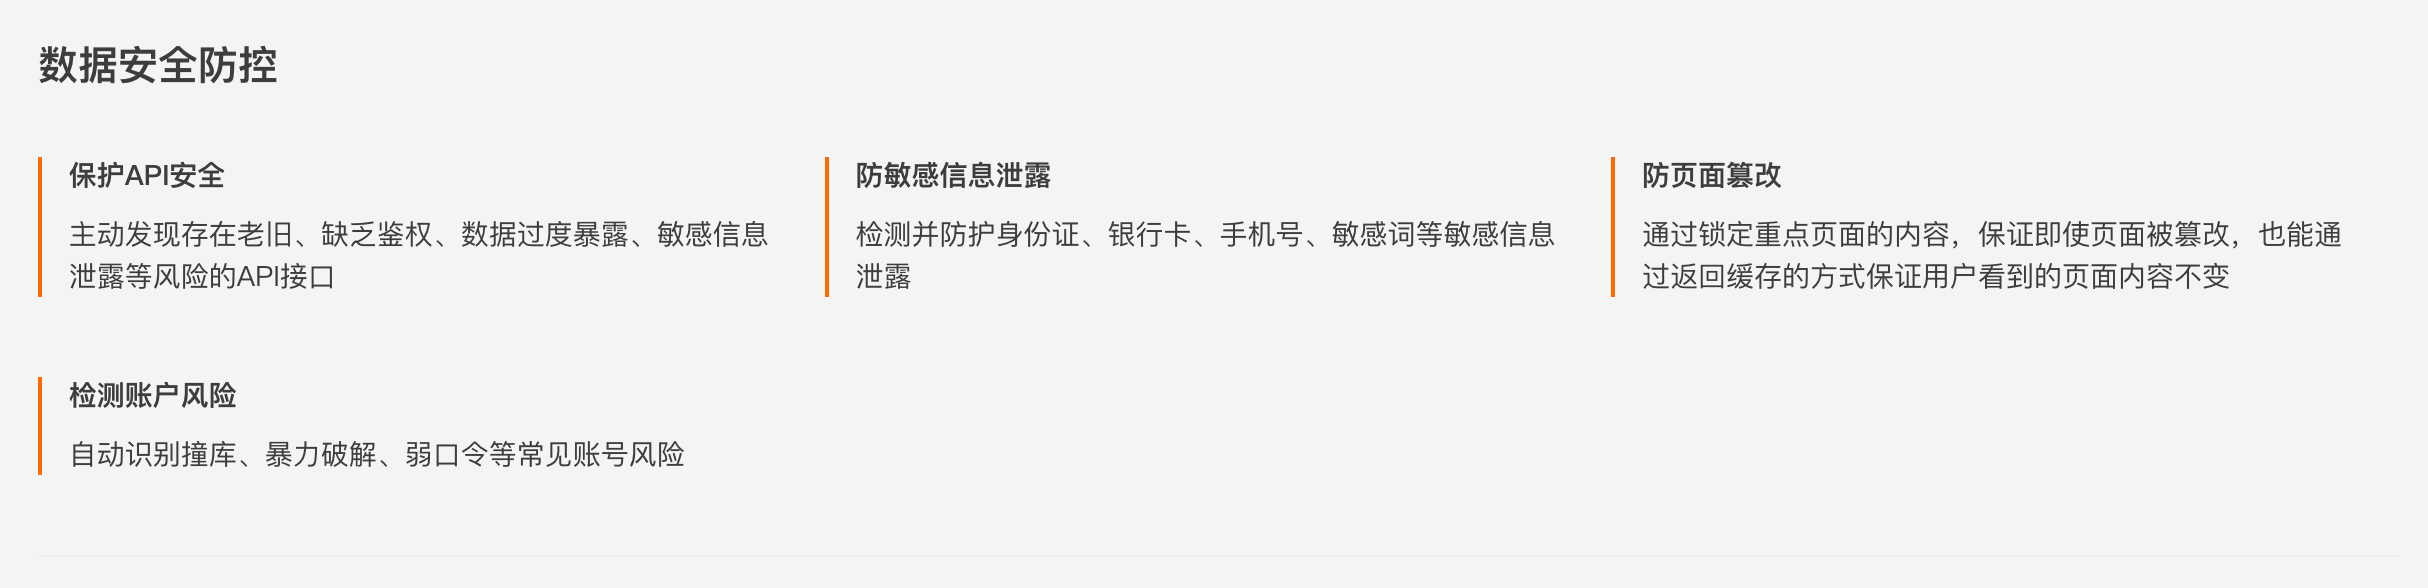 数据安全防控
保护API安全
主动发现存在老旧、缺乏鉴权、数据过度暴露、敏感信息
泄露等风险的API接口
防敏感信息泄露
检测并防护身份证、银行卡、手机号、敏感词等敏感信息
泄露
防页面篡改
通过锁定重点页面的内容，保证即使页面被篡改，也能通
过返回缓存的方式保证用户看到的页面内容不变
检测账户风险
自动识别撞库、暴力破解、弱口令等常见账号风险